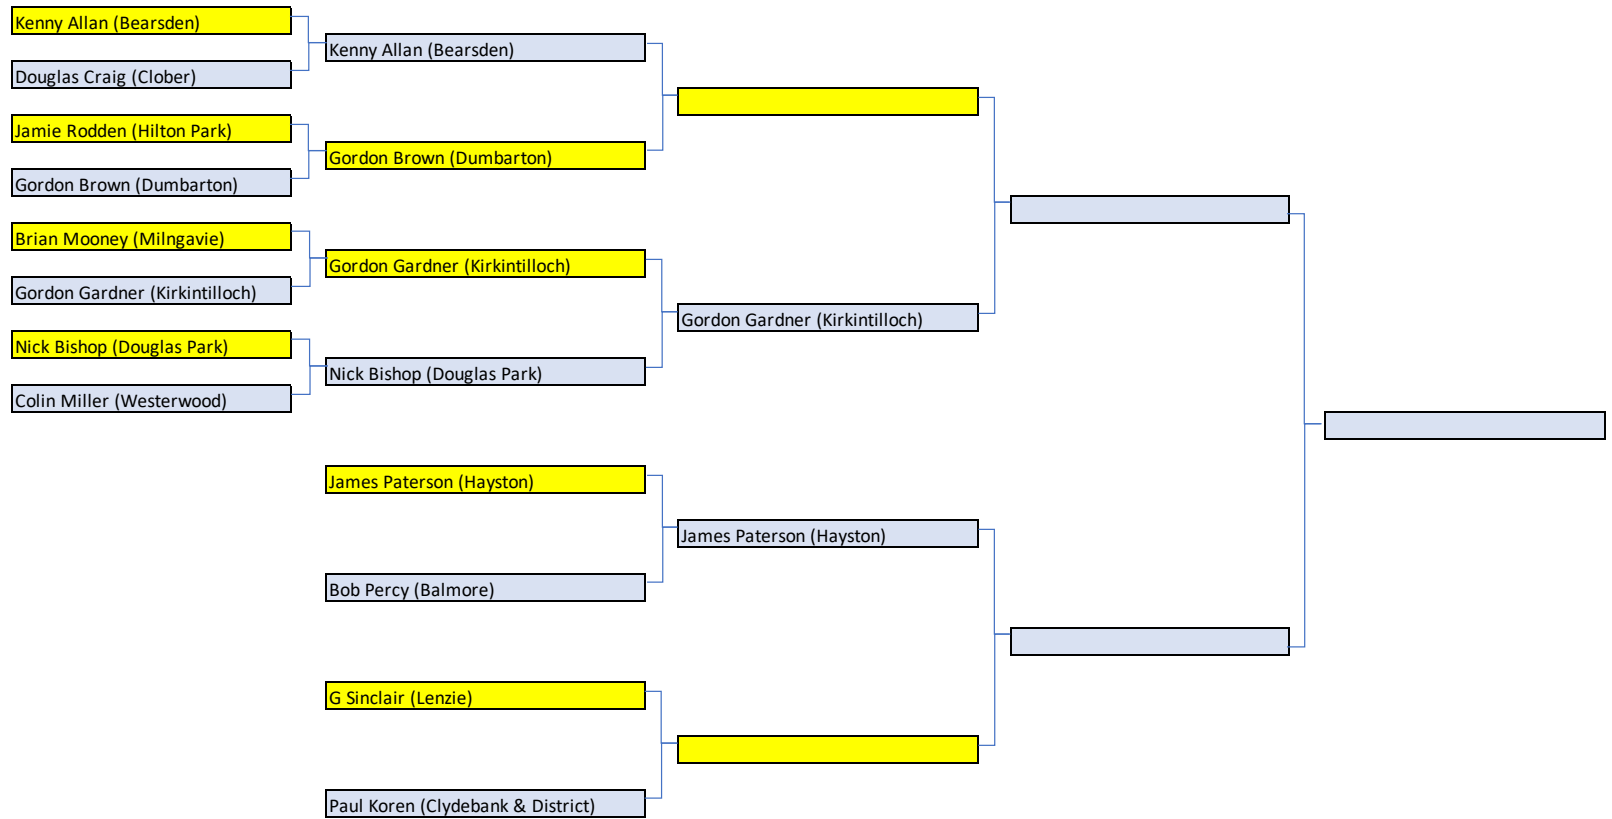 Kenny Allan (Bearsden)
Douglas Craig (Clober)
Jamie Rodden (Hilton Park)
Gordon Brown (Dumbarton)
Brian Mooney (Milngavie)
Gordon Gardner (Kirkintilloch)
Nick Bishop (Douglas Park)
Colin Miller (Westerwood)
Kenny Allan (Bearsden)
Gordon Brown (Dumbarton)
Gordon Gardner (Kirkintilloch)
Nick Bishop (Douglas Park)
James Paterson (Hayston)
Bob Percy (Balmore)
G Sinclair (Lenzie)
Paul Koren (Clydebank & District)
Gordon Gardner (Kirkintilloch)
James Paterson (Hayston)